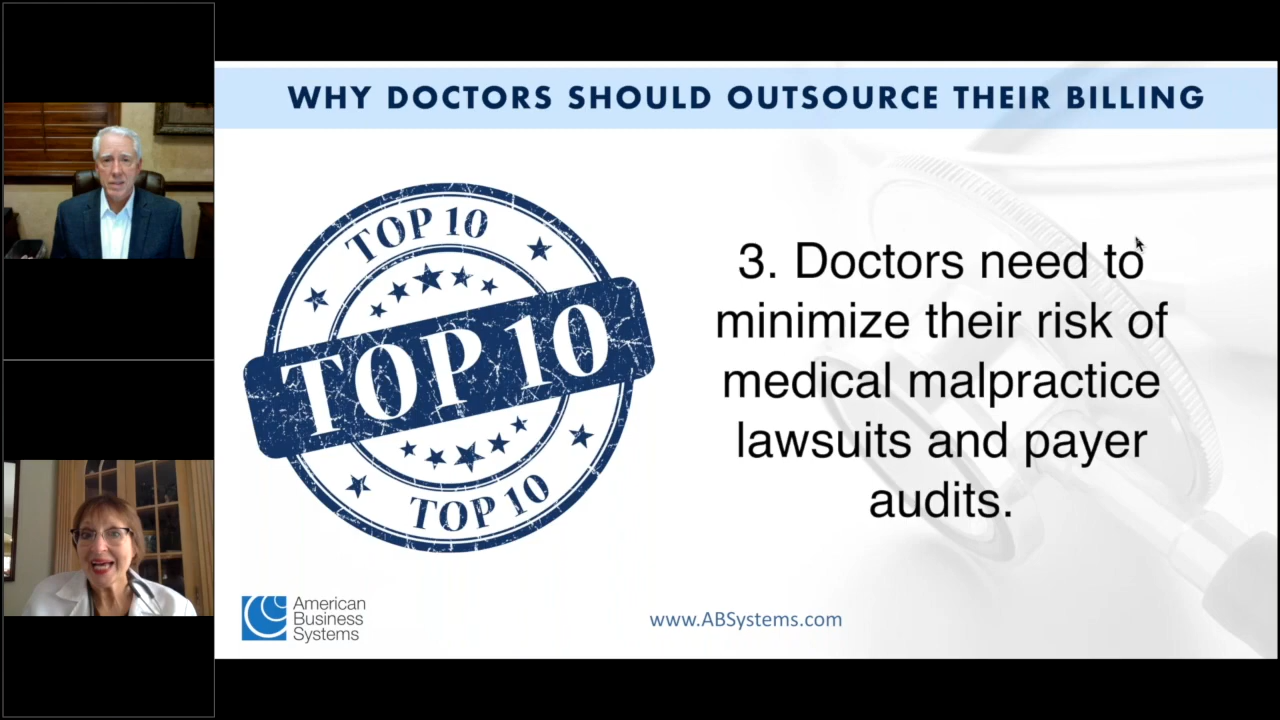 WHY DOCTORS SHOULD OUTSOURCE THEIR BILLING
TOP 10
TOP 10
TOP 10
3. Doctors need to
minimize their risk of
medical malpractice
lawsuits and payer
audits.
American
Business
Systems
www.ABSystems.com